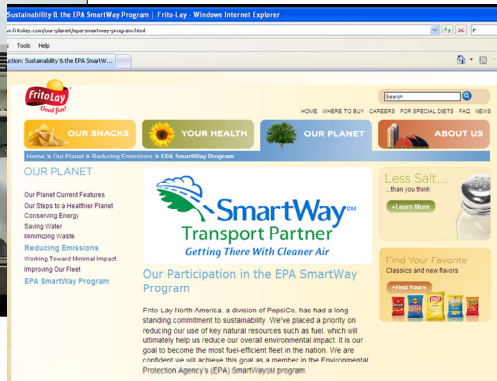 Sustainability & the EPA SmartWay Program | Frito-Lay - Windows Internet Explorer
w.fritolay.com/our-planet/epa-smartway-program.html
Tools Help
uction: Sustainability & the EPA SmartW...
FritoLay
Good fun!
Search
HOME WHERE TO BUY CAREERS FOR SPECIAL DIETS FAQ NEWS
OUR SNACKS
YOUR HEALTH
OUR PLANET
ABOUT US
Home » Our Planet » Reducing Emissions » EPA SmartWay Program
OUR PLANET
Our Planet Current Features
Our Steps to a Healthier Planet
Conserving Energy
Saving Water
Minimizing Waste
Reducing Emissions
Working Toward Minimal Impact
Improving Our Fleet
EPA SmartWay Program
SmartWay℠
Transport Partner
Getting There With Cleaner Air
Our Participation in the EPA SmartWay
Program
Frito Lay North America, a division of PepsiCo, has had a long
standing commitment to sustainability. We've placed a priority on
reducing our use of key natural resources such as fuel, which will
ultimately help us reduce our overall environmental impact. It is our
goal to become the most fuel-efficient fleet in the nation. We are
confident we will achieve this goal as a member in the Environmental
Protection Agency's (EPA) SmartWay℠ program.
Less Salt...
...than you think
Learn More
Find Your Favorite
Classics and new flavors
Find Yours